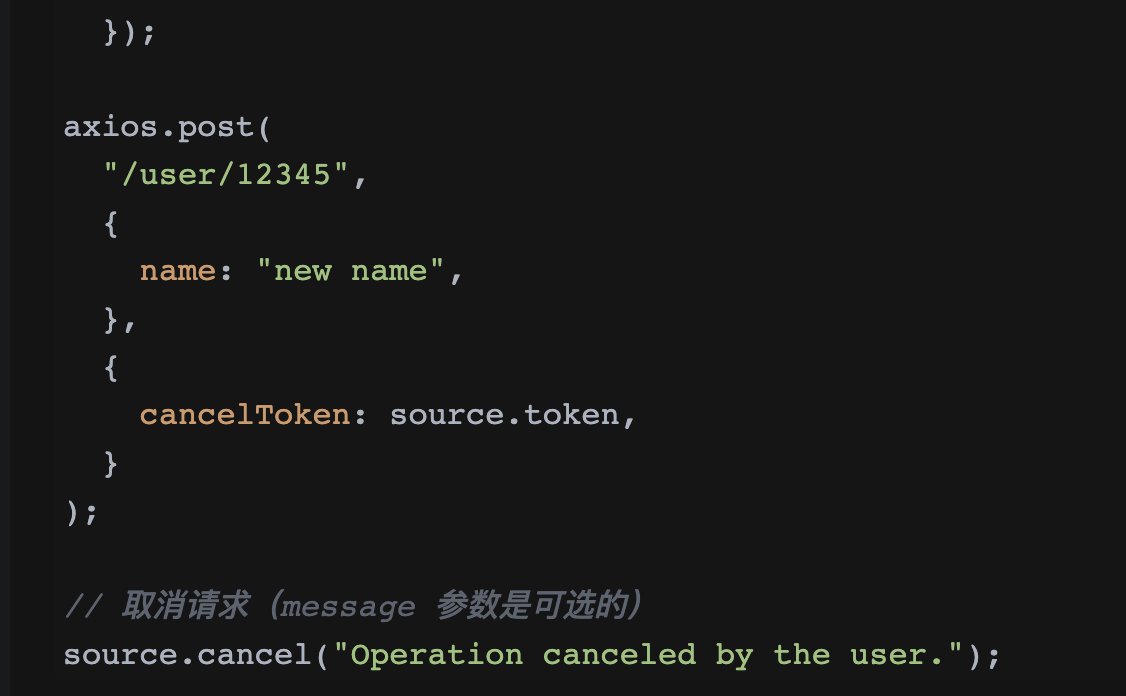 });
axios.post(
"/user/12345",
{
name: "new name",
},
{
cancelToken: source.token,
}
);
// 取消请求（message 参数是可选的）
source.cancel("Operation canceled by the user.");